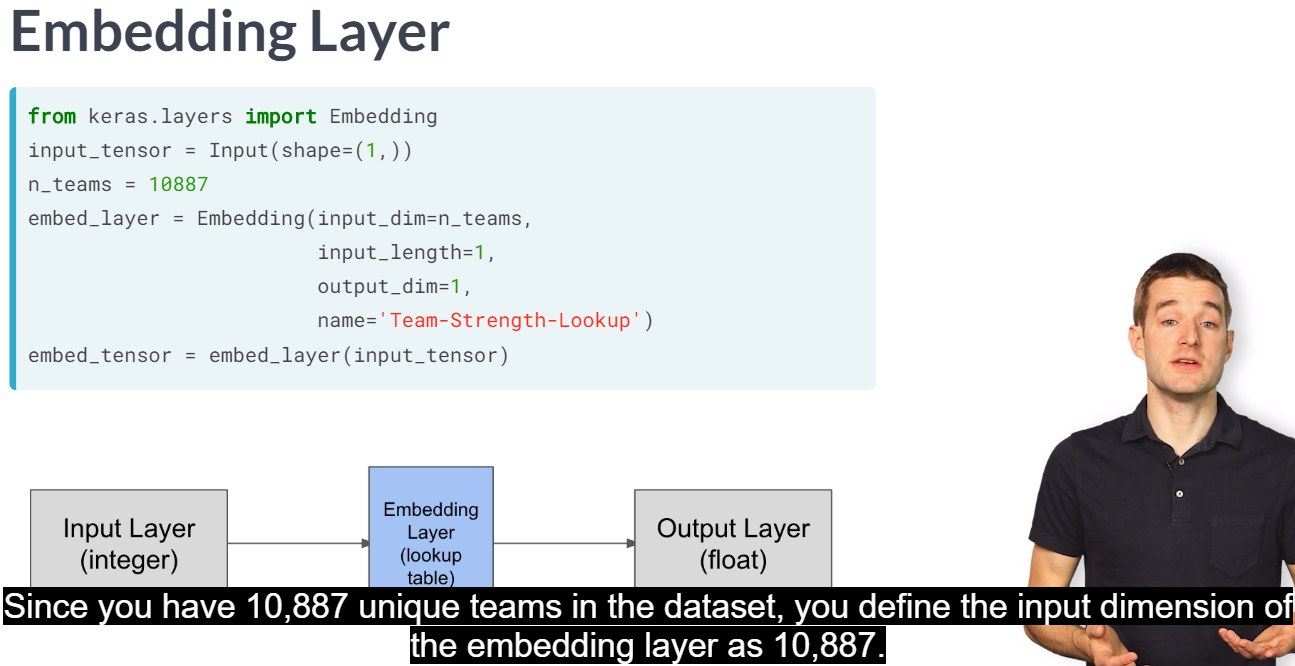 Embedding Layer
from keras.layers import Embedding
input_tensor = Input(shape=(1,))
n_teams = 10887
embed_layer = Embedding(input_dim=n_teams,
                        input_length=1,
                        output_dim=1,
                        name='Team-Strength-Lookup')
embed_tensor = embed_layer(input_tensor)
Input Layer
(integer)
Embedding
Layer
(lookup
table)
Output Layer
(float)
Since you have 10,887 unique teams in the dataset, you define the input dimension of
the embedding layer as 10,887.